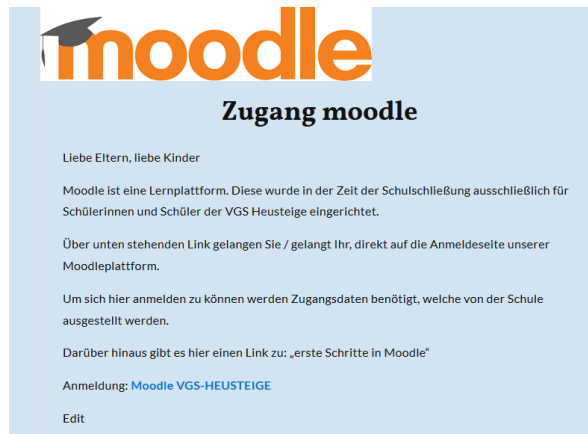 moodle
Zugang moodle
Liebe Eltern, liebe Kinder
Moodle ist eine Lernplattform. Diese wurde in der Zeit der Schulschließung ausschließlich für
Schülerinnen und Schüler der VGS Heusteige eingerichtet.
Über unten stehenden Link gelangen Sie / gelangt Ihr, direkt auf die Anmeldeseite unserer
Moodleplattform.
Um sich hier anmelden zu können werden Zugangsdaten benötigt, welche von der Schule
ausgestellt werden.
Darüber hinaus gibt es hier einen Link zu: „erste Schritte in Moodle“
Anmeldung: Moodle VGS-HEUSTEIGE
Edit